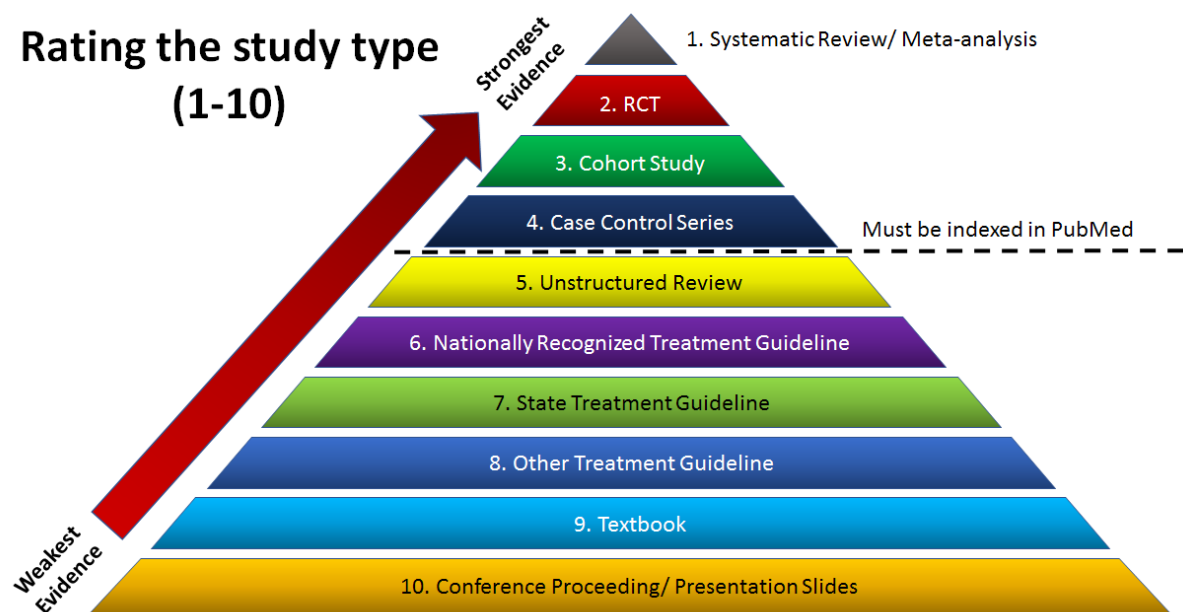 Rating the study type
(1-10)
Strongest
Evidence
1. Systematic Review/ Meta-analysis
2. RCT
3. Cohort Study
4. Case Control Series
Must be indexed in PubMed
5. Unstructured Review
6. Nationally Recognized Treatment Guideline
7. State Treatment Guideline
8. Other Treatment Guideline
9. Textbook
10. Conference Proceeding/ Presentation Slides
Weakest
Evidence